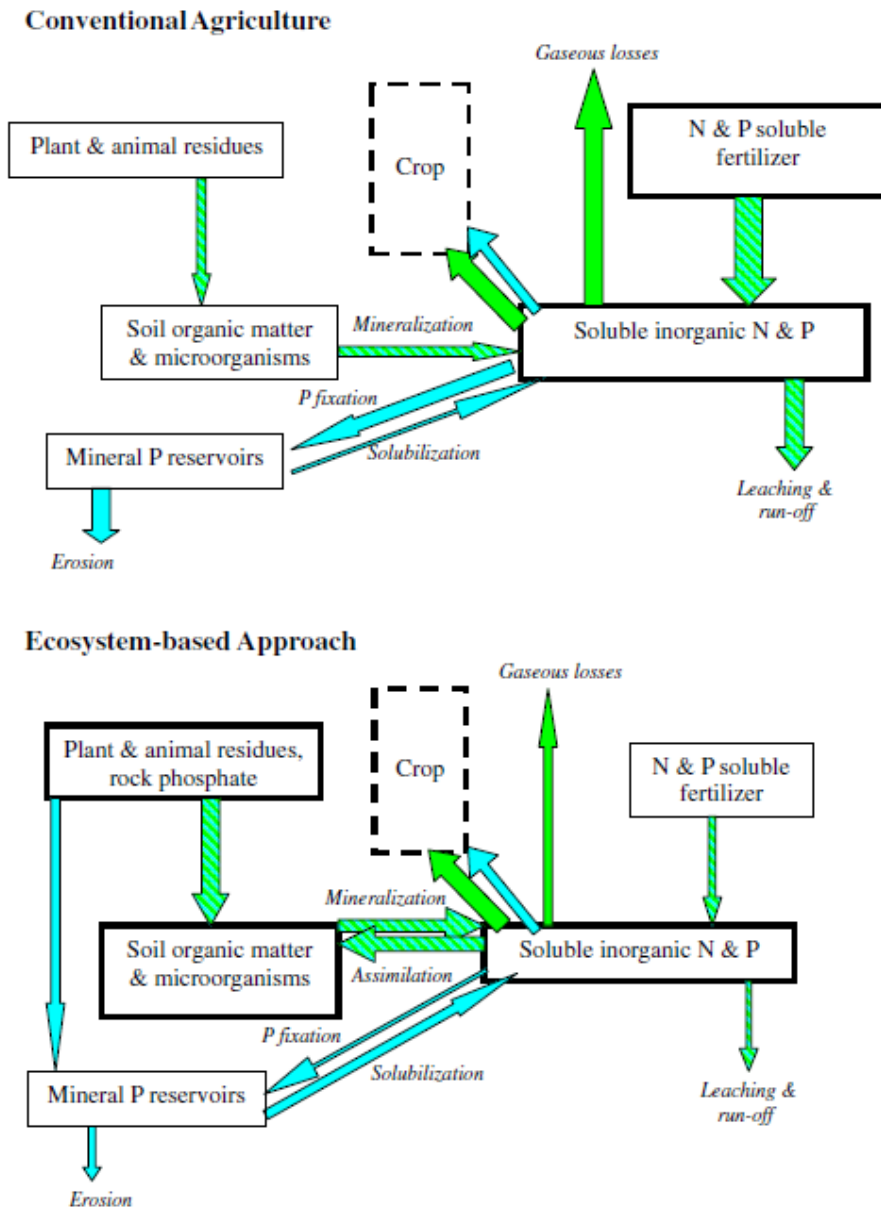 Conventional Agriculture
Gaseous losses
Plant & animal residues
Crop
N & P soluble
fertilizer
Soil organic matter
& microorganisms
Mineralization
Soluble inorganic N & P
P fixation
Mineral P reservoirs
Solubilization
Leaching &
run-off
Erosion
Ecosystem-based Approach
Gaseous losses
Plant & animal residues,
rock phosphate
Crop
N & P soluble
fertilizer
Mineralization
Soil organic matter
& microorganisms
Soluble inorganic N & P
Assimilation
P fixation
Solubilization
Mineral P reservoirs
Leaching &
run-off
Erosion